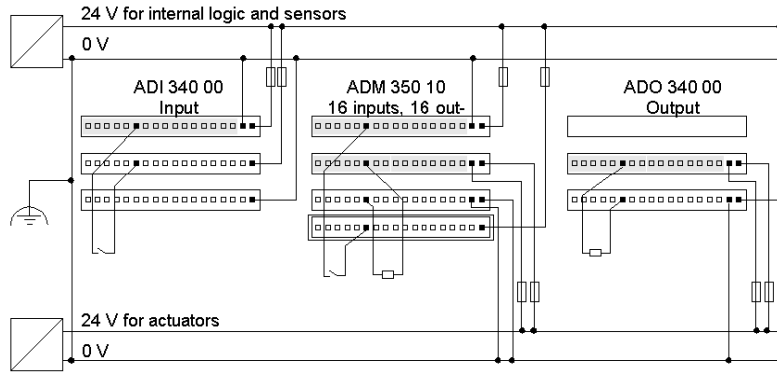 24 V for internal logic and sensors
0 V
ADI 340 00
Input
ADM 350 10
16 inputs, 16 out-
ADO 340 00
Output
24 V for actuators
0 V